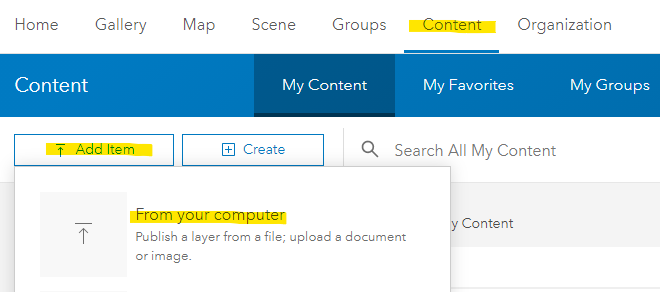 Home Gallery Map Scene Groups Content Organization
Content My Content My Favorites My Groups
Add Item Create Search All My Content
From your computer
Publish a layer from a file; upload a document
or image.
y Content